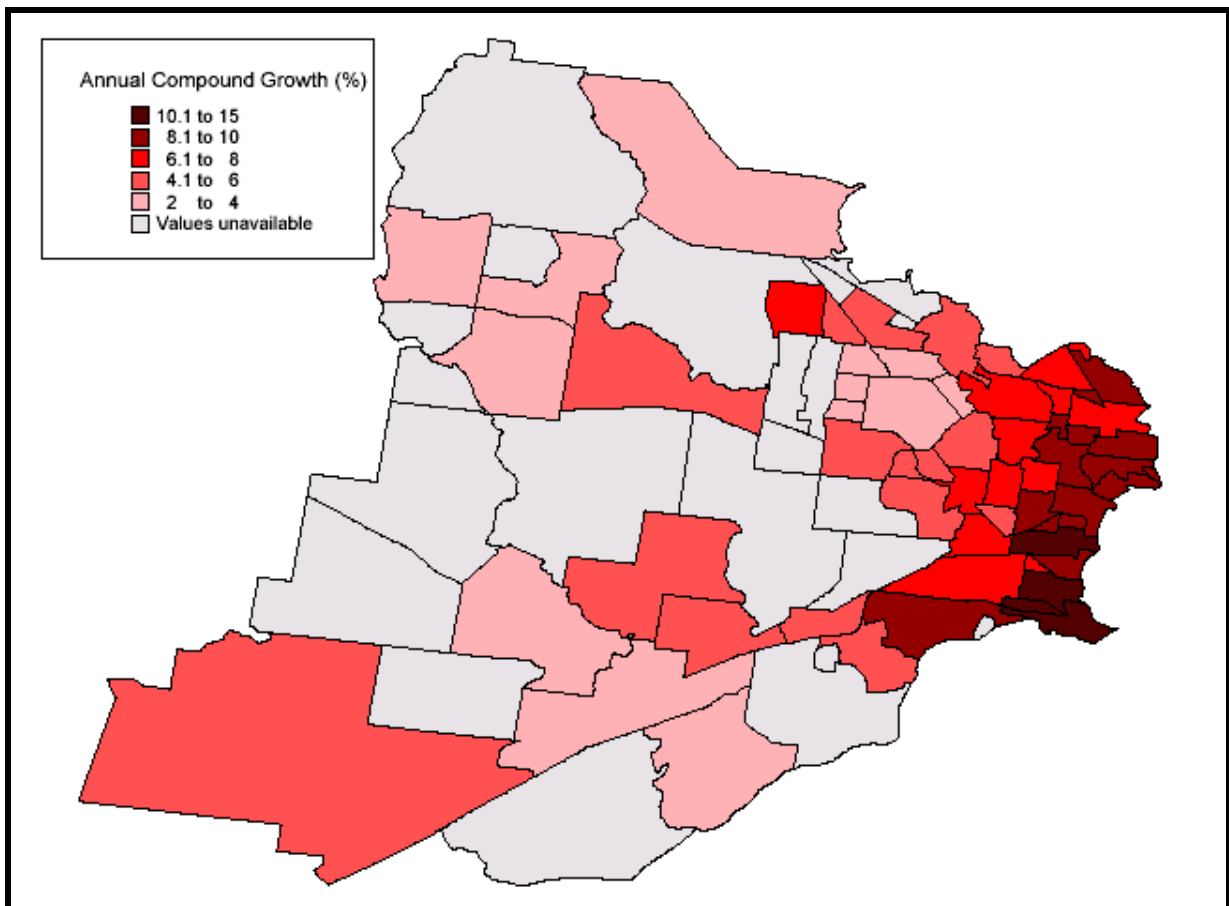 Annual Compound Growth (%)
10.1 to 15
8.1 to 10
6.1 to 8
4.1 to 6
2 to 4
Values unavailable